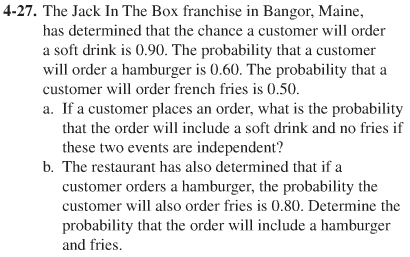 4-27. The Jack In The Box franchise in Bangor, Maine,
has determined that the chance a customer will order
a soft drink is 0.90. The probability that a customer
will order a hamburger is 0.60. The probability that a
customer will order french fries is 0.50.
a. If a customer places an order, what is the probability
that the order will include a soft drink and no fries if
these two events are independent?
b. The restaurant has also determined that if a
customer orders a hamburger, the probability the
customer will also order fries is 0.80. Determine the
probability that the order will include a hamburger
and fries.